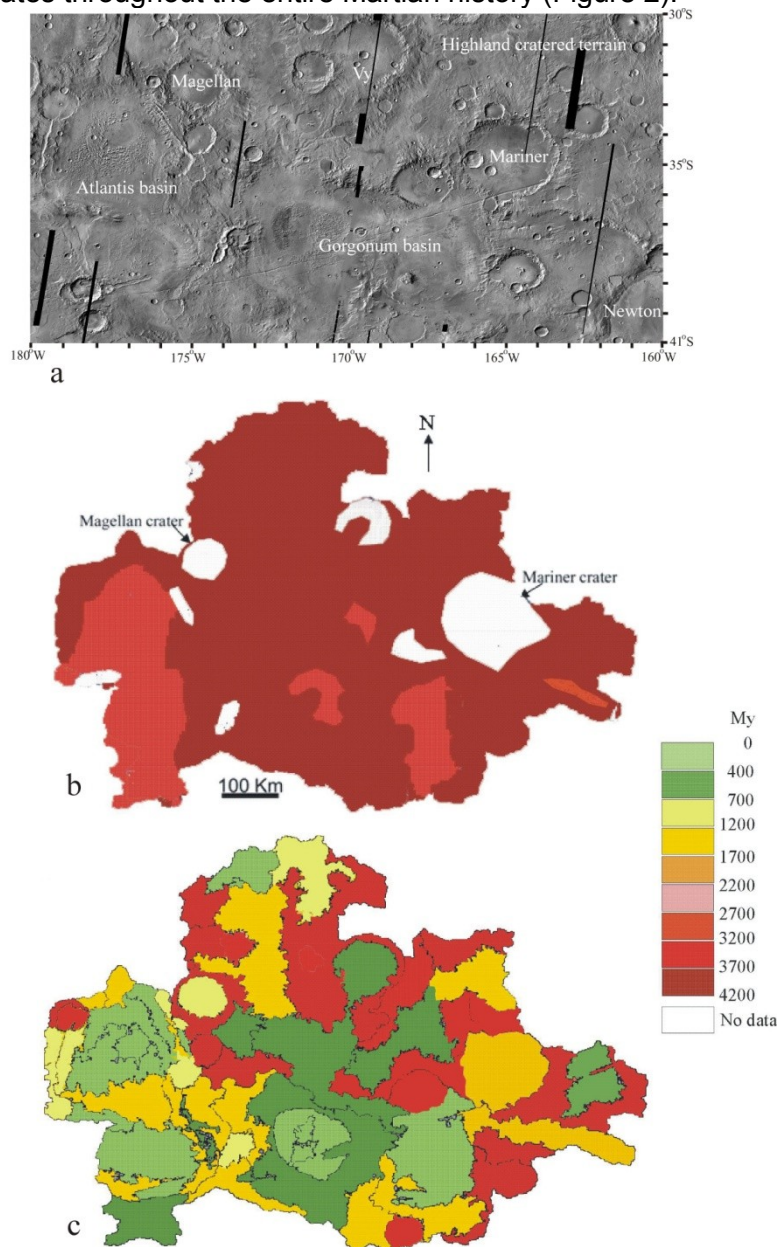 ates throughout the entire Martian history (Figure 2).
30°S
Highland cratered terrain
Magellan
Vy
Mariner
35°S
Atlantis basin
Gorgonum basin
Newton
41°S
180°W 175°W 170°W 165°W 160°W
a
N
Magellan crater
Mariner crater
b
100 Km
My
0
400
700
1200
1700
2200
2700
3200
3700
4200
No data
c